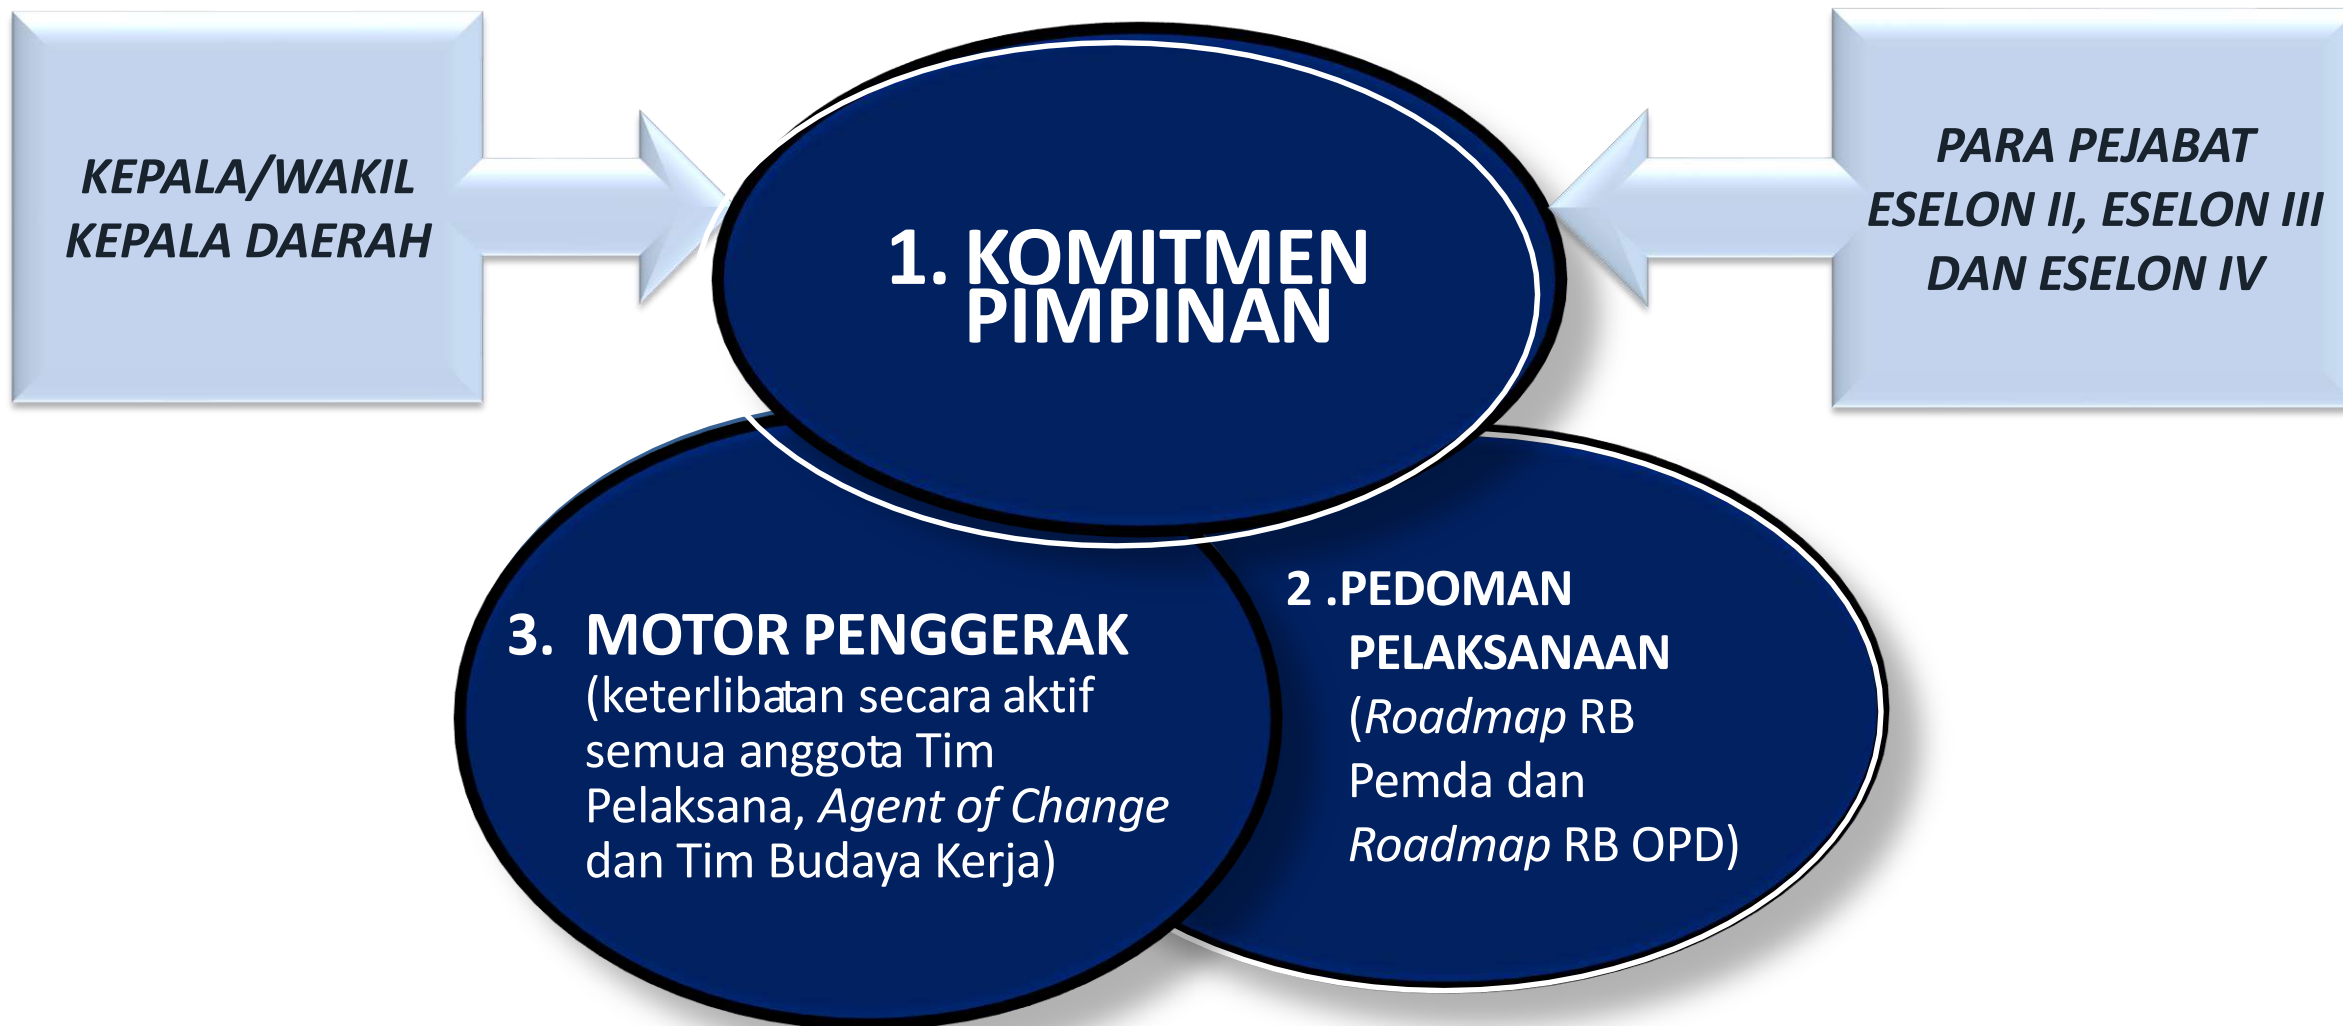 KEPALA/WAKIL
KEPALA DAERAH
1. KOMITMEN
PIMPINAN
PARA PEJABAT
ESELON II, ESELON III
DAN ESELON IV
2 .PEDOMAN
PELAKSANAAN
(Roadmap RB
Pemda dan
Roadmap RB OPD)
3. MOTOR PENGGERAK
(keterlibatan secara aktif
semua anggota Tim
Pelaksana, Agent of Change
dan Tim Budaya Kerja)